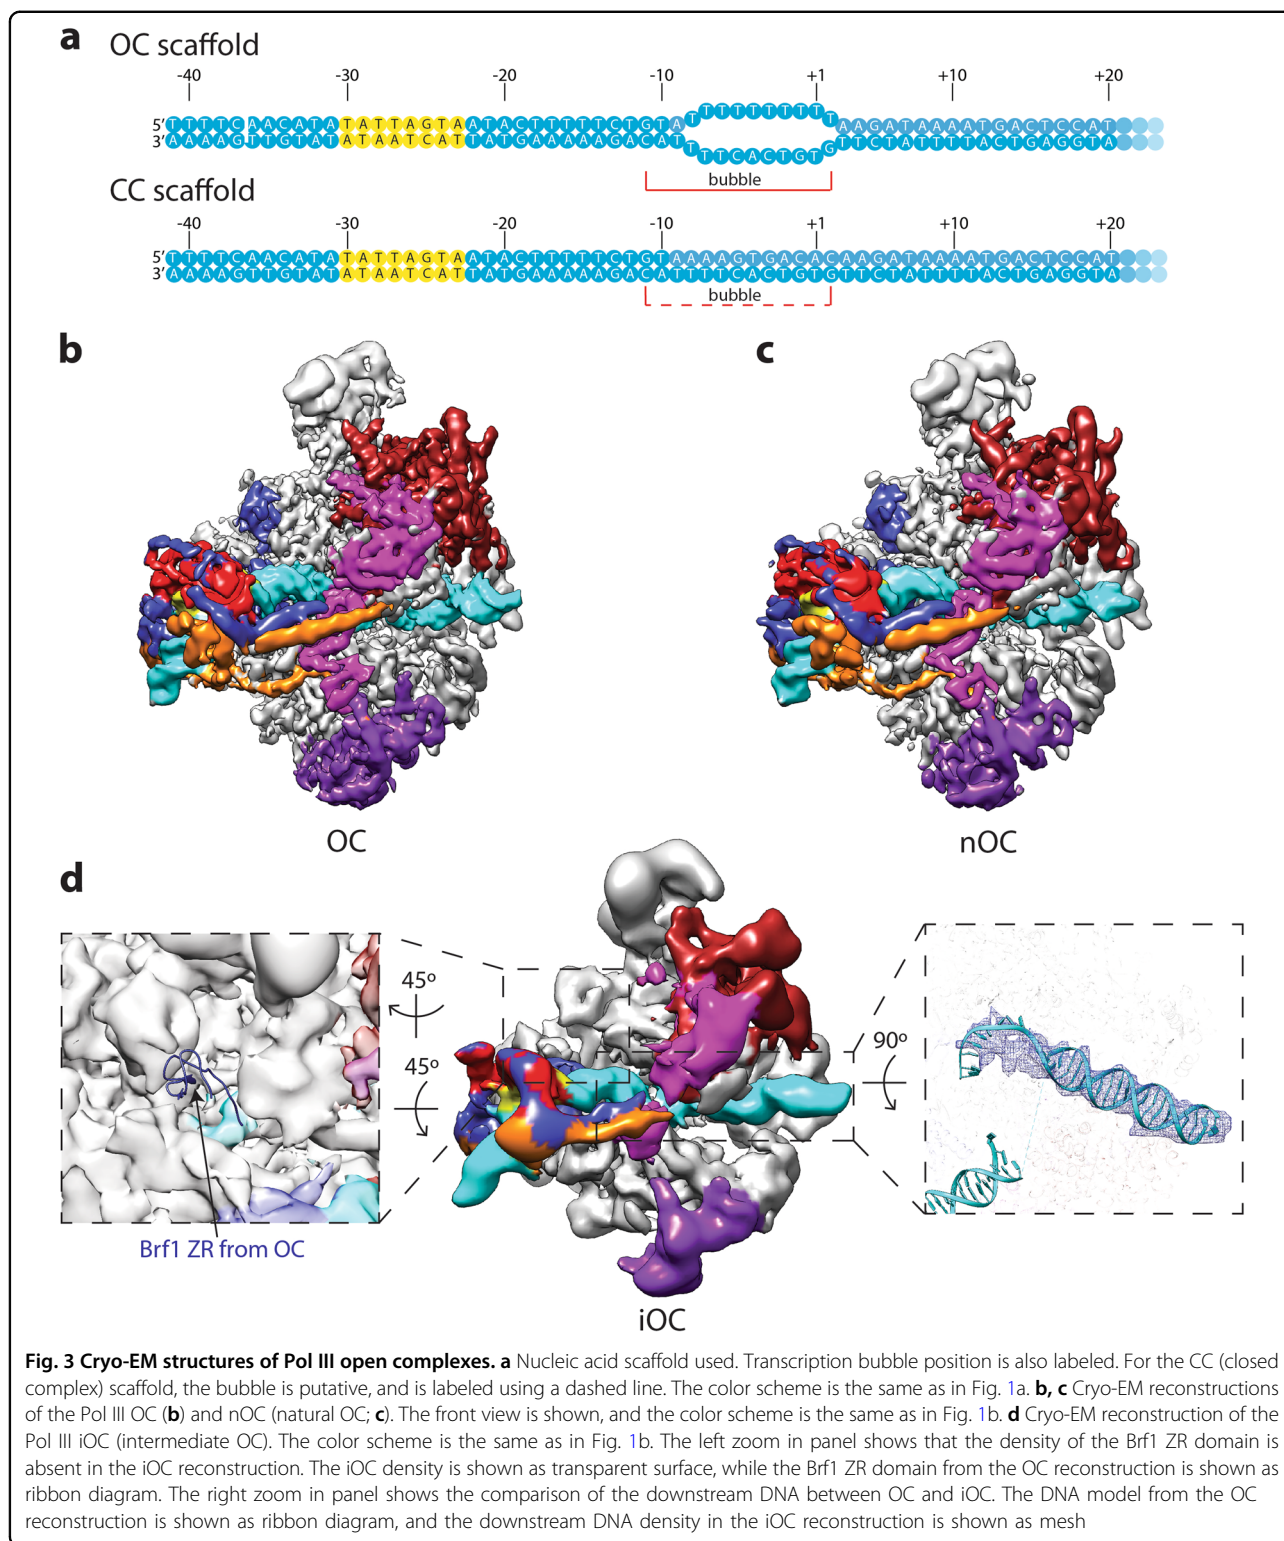 a
OC scaffold
-40 -30 -20 -10 +1 +10 +20
5′ TTTTCAACATATATTAGTAATACTTTTTCTGTATTTTTTTTTTAAGATAAAATGACTCCAT
3′ AAAAGTTGTATATAATCATTATGAAAAAGACATTTTCACTGTGTTCTATTTTACTGAGGTA
bubble
CC scaffold
-40 -30 -20 -10 +1 +10 +20
5′ TTTTCAACATATATTAGTAATACTTTTTCTGTAAAAGTGACACAAGATAAAATGACTCCAT
3′ AAAAGTTGTATATAATCATTATGAAAAAGACATTTTCACTGTGTTCTATTTTACTGAGGTA
bubble
b
c
OC
nOC
d
45º
45º
90º
Brf1 ZR from OC
iOC
Fig. 3 Cryo-EM structures of Pol III open complexes. a Nucleic acid scaffold used. Transcription bubble position is also labeled. For the CC (closed
complex) scaffold, the bubble is putative, and is labeled using a dashed line. The color scheme is the same as in Fig. 1a. b, c Cryo-EM reconstructions
of the Pol III OC (b) and nOC (natural OC; c). The front view is shown, and the color scheme is the same as in Fig. 1b. d Cryo-EM reconstruction of the
Pol III iOC (intermediate OC). The color scheme is the same as in Fig. 1b. The left zoom in panel shows that the density of the Brf1 ZR domain is
absent in the iOC reconstruction. The iOC density is shown as transparent surface, while the Brf1 ZR domain from the OC reconstruction is shown as
ribbon diagram. The right zoom in panel shows the comparison of the downstream DNA between OC and iOC. The DNA model from the OC
reconstruction is shown as ribbon diagram, and the downstream DNA density in the iOC reconstruction is shown as mesh